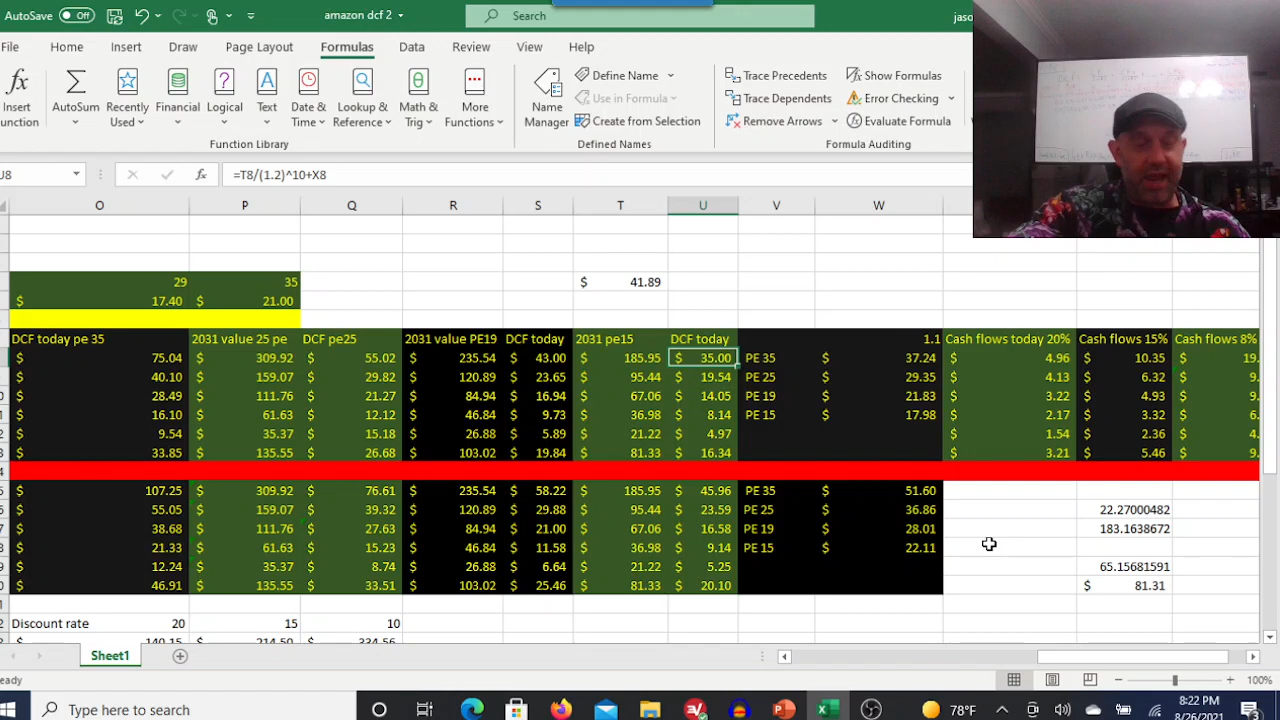 AutoSave Off amazon dcf 2 Search jaso
File Home Insert Draw Page Layout Formulas Data Review View Help
Insert Function AutoSum Recently Used Financial Logical Text Date & Time Lookup & Reference Math & Trig More Functions Name Manager
Define Name
Use in Formula
Create from Selection
Trace Precedents Show Formulas
Trace Dependents Error Checking
Remove Arrows Evaluate Formula
Function Library Defined Names Formula Auditing
U8 fx =T8/(1.2)^10+X8
O P Q R S T U V W
29 35 $ 41.89
$ 17.40 $ 21.00
DCF today pe 35 2031 value 25 pe DCF pe25 2031 value PE19 DCF today 2031 pe15 DCF today 1.1 Cash flows today 20% Cash flows 15% Cash flows 8%
$ 75.04 $ 309.92 $ 55.02 $ 235.54 $ 43.00 $ 185.95 $ 35.00 PE 35 $ 37.24 $ 4.96 $ 10.35 $ 19.
$ 40.10 $ 159.07 $ 29.82 $ 120.89 $ 23.65 $ 95.44 $ 19.54 PE 25 $ 29.35 $ 4.13 $ 6.32 $ 9.
$ 28.49 $ 111.76 $ 21.27 $ 84.94 $ 16.94 $ 67.06 $ 14.05 PE 19 $ 21.83 $ 3.22 $ 4.93 $ 9.
$ 16.10 $ 61.63 $ 12.12 $ 46.84 $ 9.73 $ 36.98 $ 8.14 PE 15 $ 17.98 $ 2.17 $ 3.32 $ 6.
$ 9.54 $ 35.37 $ 15.18 $ 26.88 $ 5.89 $ 21.22 $ 4.97 $ 1.54 $ 2.36 $ 4.
$ 33.85 $ 135.55 $ 26.68 $ 103.02 $ 19.84 $ 81.33 $ 16.34 $ 3.21 $ 5.46 $ 9.
$ 107.25 $ 309.92 $ 76.61 $ 235.54 $ 58.22 $ 185.95 $ 45.96 PE 35 $ 51.60
$ 55.05 $ 159.07 $ 39.32 $ 120.89 $ 29.88 $ 95.44 $ 23.59 PE 25 $ 36.86 22.27000482
$ 38.68 $ 111.76 $ 27.63 $ 84.94 $ 21.00 $ 67.06 $ 16.58 PE 19 $ 28.01 183.1638672
$ 21.33 $ 61.63 $ 15.23 $ 46.84 $ 11.58 $ 36.98 $ 9.14 PE 15 $ 22.11
$ 12.24 $ 35.37 $ 8.74 $ 26.88 $ 6.64 $ 21.22 $ 5.25 65.15681591
$ 46.91 $ 135.55 $ 33.51 $ 103.02 $ 25.46 $ 81.33 $ 20.10 $ 81.31
Discount rate 20 15 10
$ 140.15 $ 214.50 $ 334.56
Sheet1
eady 100%
Type here to search 78°F 8:22 PM
8/26/2021